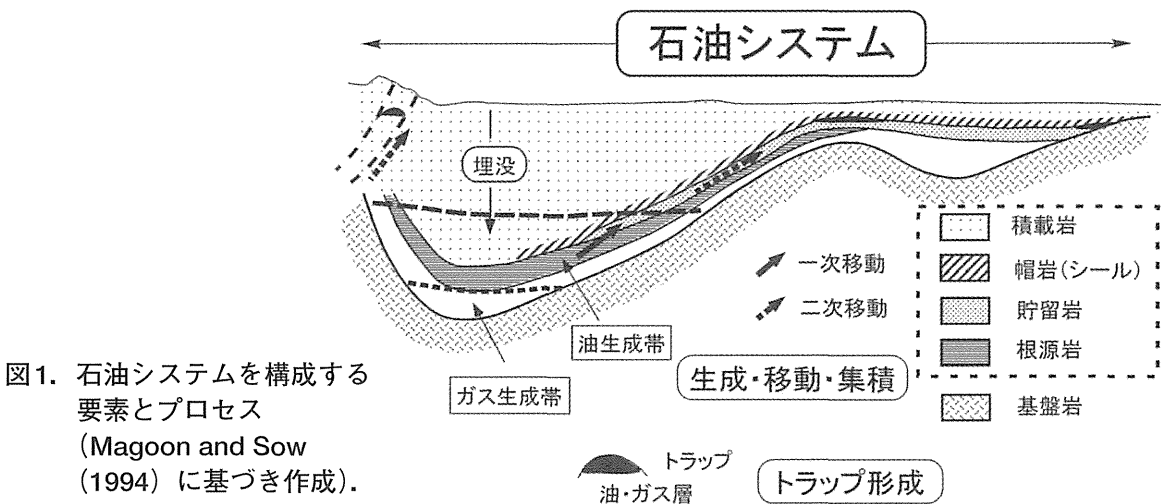 石油システム
埋没
積載岩
帽岩(シール)
貯留岩
根源岩
基盤岩
一次移動
二次移動
油生成帯
ガス生成帯
生成・移動・集積
トラップ
油・ガス層
トラップ形成
図1. 石油システムを構成する
要素とプロセス
(Magoon and Sow
(1994) に基づき作成).